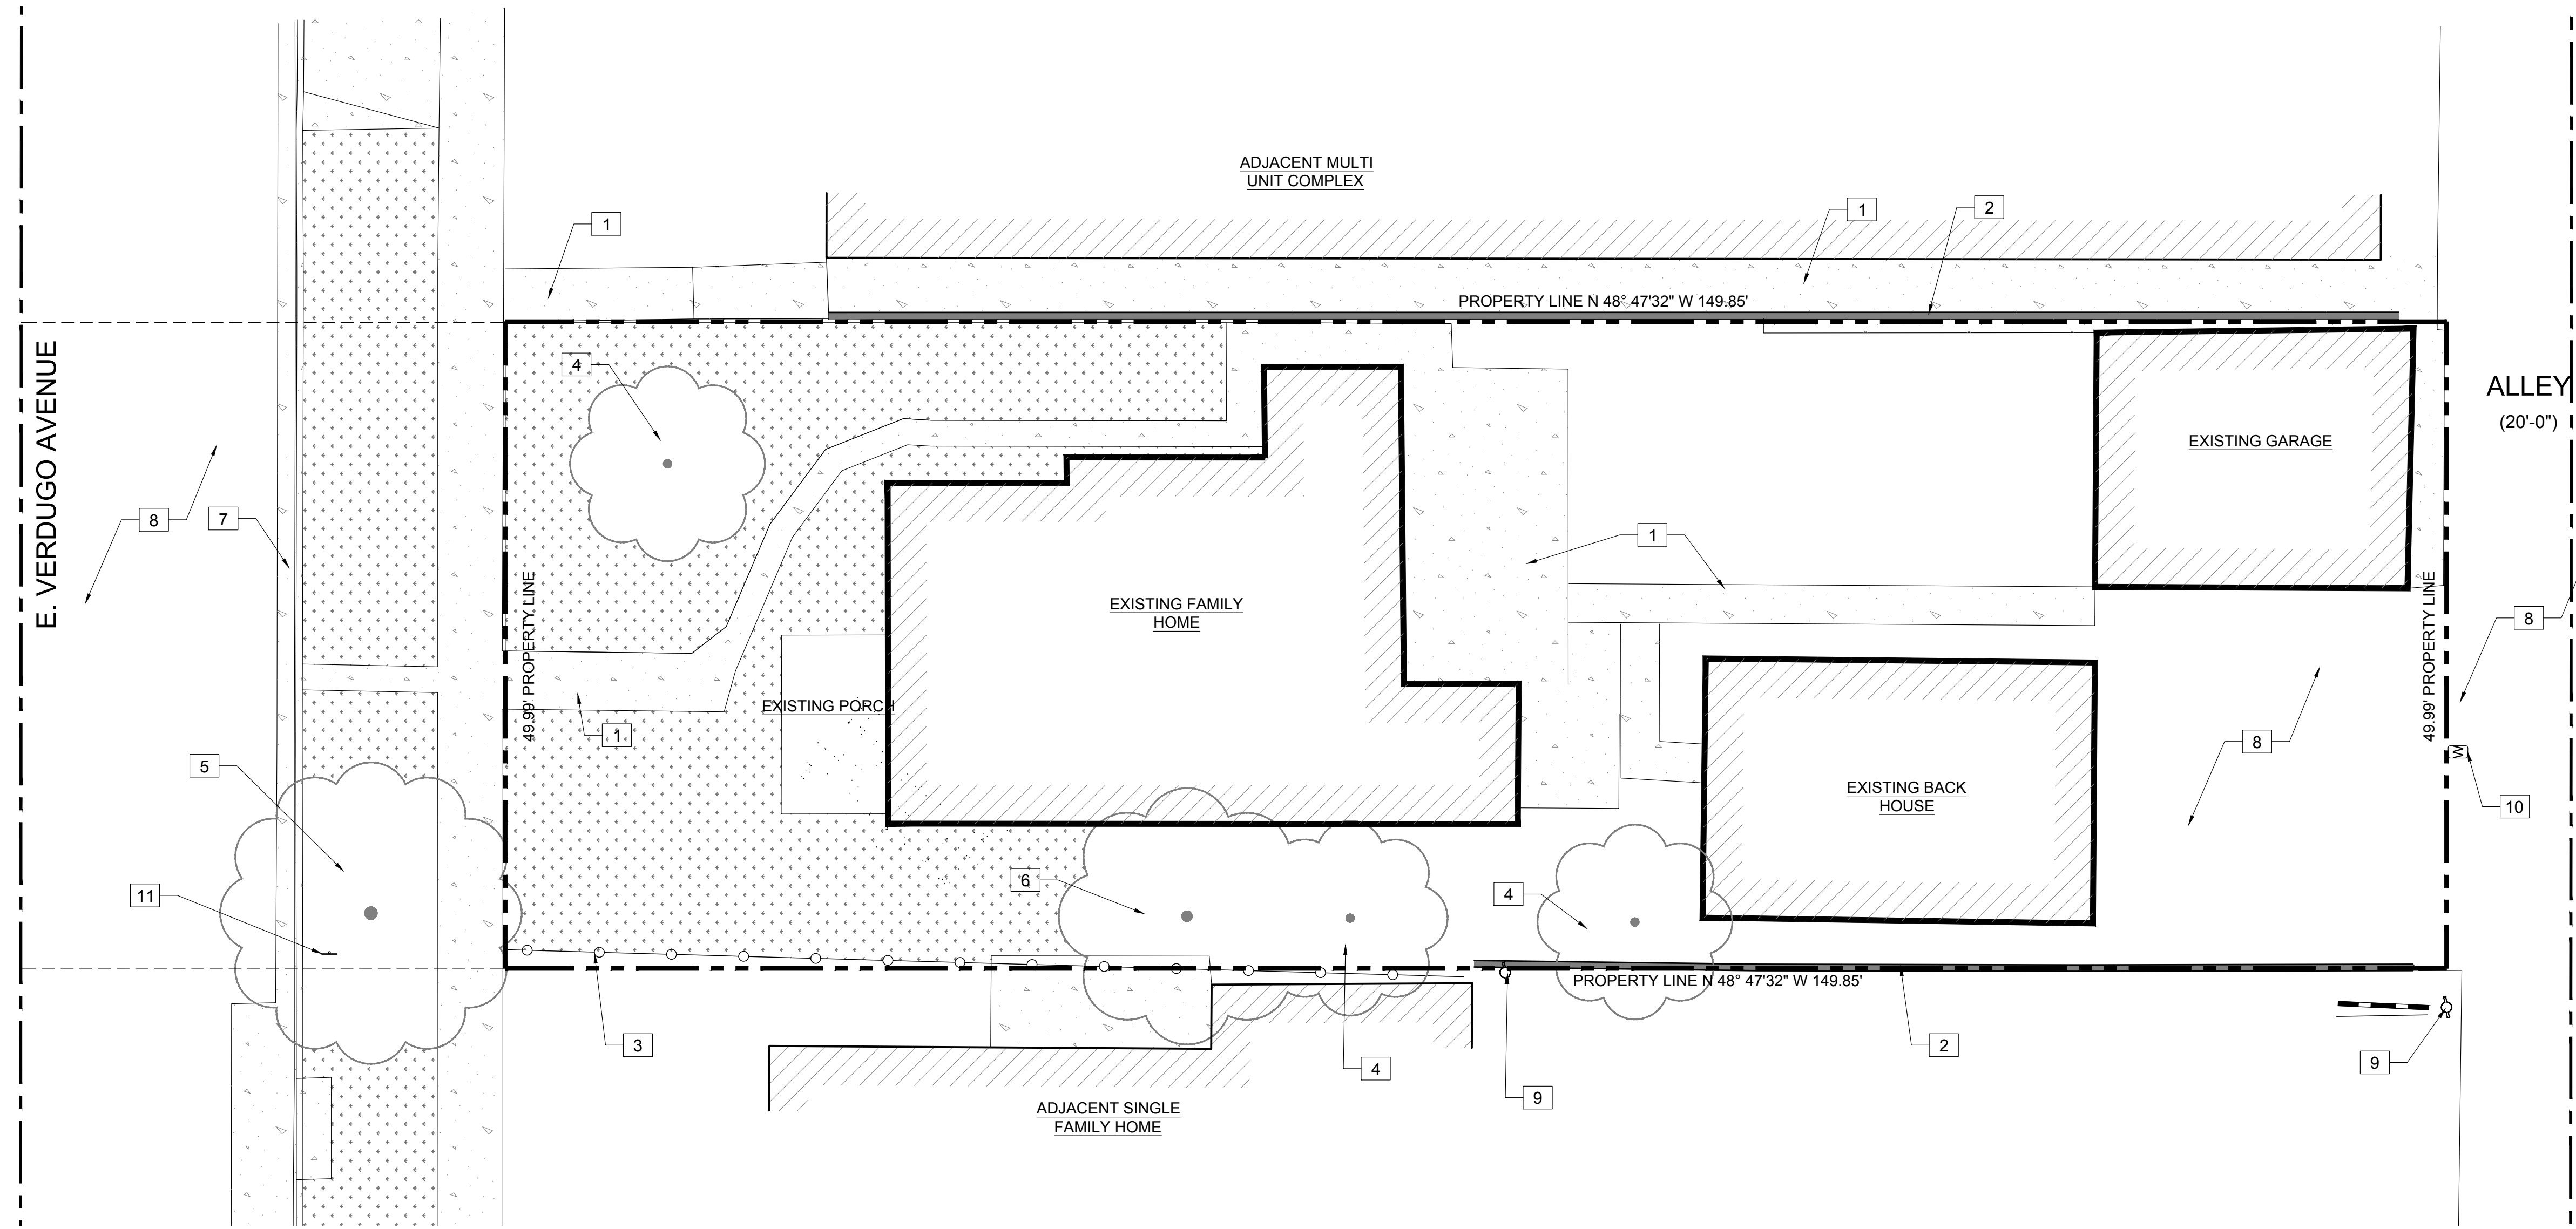 ADJACENT MULTI
UNIT COMPLEX
1
1
2
PROPERTY LINE N 48° 47'32" W 149.85'
E. VERDUGO AVENUE
4
ALLEY
(20'-0")
EXISTING GARAGE
8
7
1
EXISTING FAMILY
HOME
49.99' PROPERTY LINE
49.99' PROPERTY LINE
8
EXISTING PORCH
1
8
W
5
EXISTING BACK
HOUSE
10
6
11
4
PROPERTY LINE N 48° 47'32" W 149.85'
3
2
4
9
9
ADJACENT SINGLE
FAMILY HOME